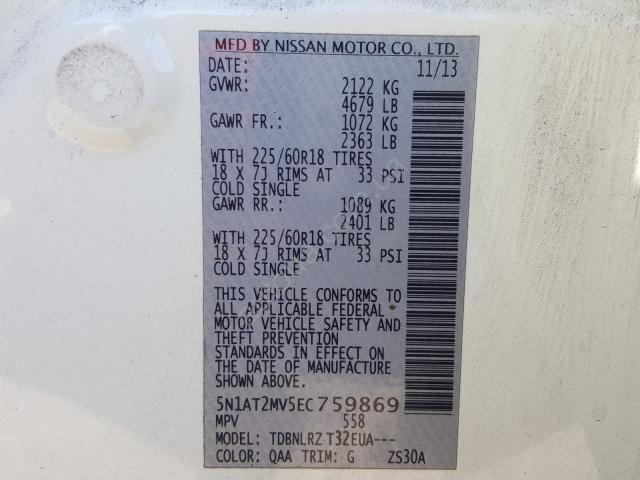 MFD BY NISSAN MOTOR CO., LTD.
DATE: 11/13
GVWR: 2122 KG
4679 LB
GAWR FR.: 1072 KG
2363 LB
WITH 225/60R18 TIRES
18 X 7J RIMS AT 33 PSI
COLD SINGLE
GAWR RR.: 1089 KG
2401 LB
WITH 225/60R18 TIRES
18 X 7J RIMS AT 33 PSI
COLD SINGLE
THIS VEHICLE CONFORMS TO
ALL APPLICABLE FEDERAL
MOTOR VEHICLE SAFETY AND
THEFT PREVENTION
STANDARDS IN EFFECT ON
THE DATE OF MANUFACTURE
SHOWN ABOVE.
5N1AT2MV5EC759869
MPV 558
MODEL: TDBNLRZ T32EUA---
COLOR: QAA TRIM: G ZS30A